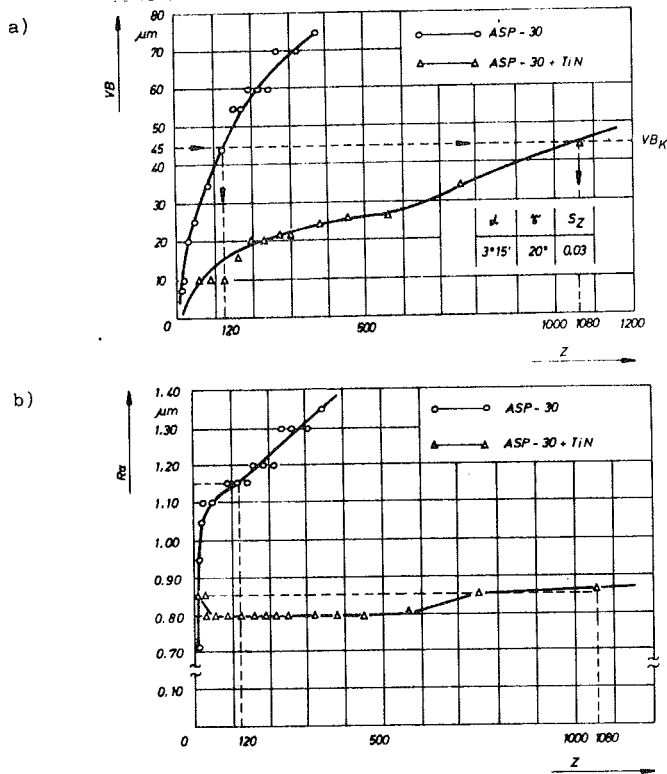 a)
μm
VB
80
70
60
50
45
40
30
20
10
0
120
500
1000
1080
1200
Z
ASP-30
ASP-30 + TiN
VB_K
α γ S_Z
3°15' 20° 0,03
b)
1.40
μm
Ra
1.30
1.20
1.10
1.00
0.90
0.80
0.70
0.10
0
120
500
1000
1080
Z
ASP-30
ASP-30 + TiN